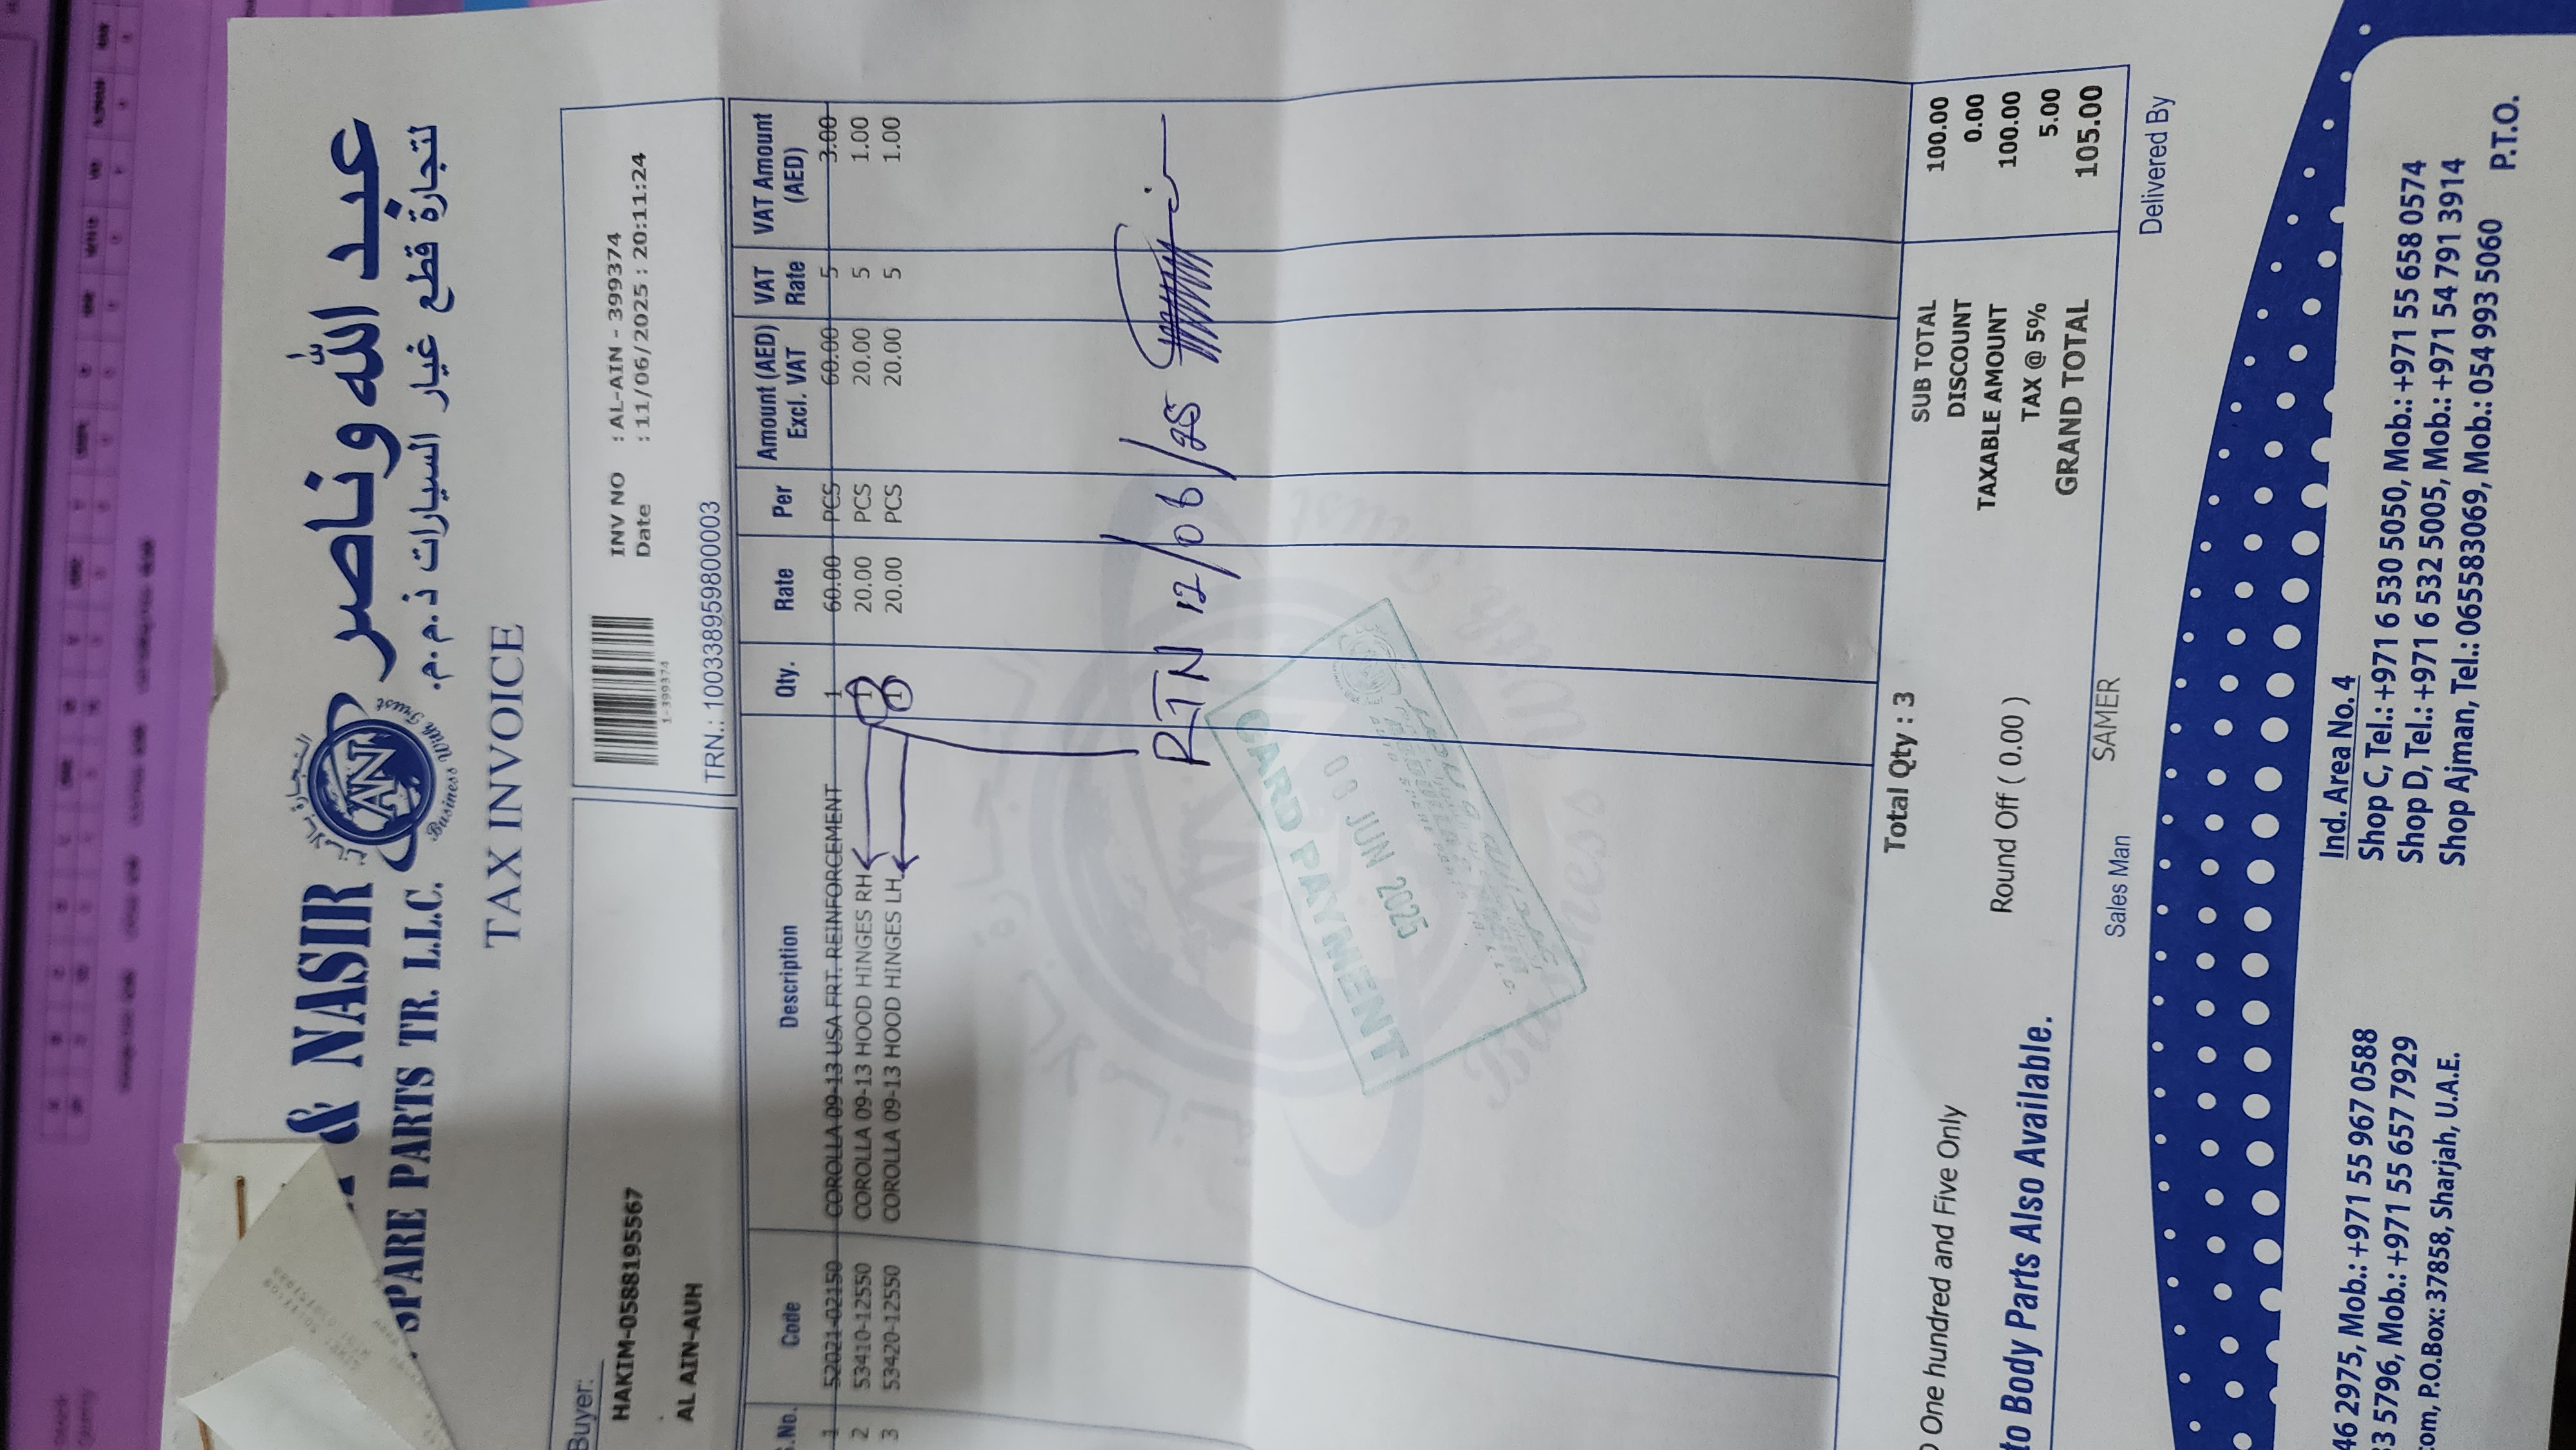 & NASIR
عبد الله وناصر
SPARE PARTS TR. L.L.C.
لتجارة قطع غيار السيارات ذ.م.م.
AN
Business With Trust
TAX INVOICE
Buyer:
HAKIM-0588195567
AL AIN-AUH
1-399374
INV NO : AL-AIN - 399374
Date : 11/06/2025 : 20:11:24
TRN.: 100338959800003
S.No. Code Description Qty. Rate Per Amount (AED) Excl. VAT VAT Rate VAT Amount (AED)
1 52021-02150 COROLLA 09-13 USA FRT. REINFORCEMENT 1 60.00 PCS 60.00 5 3.00
2 53410-12550 COROLLA 09-13 HOOD HINGES RH 1 20.00 PCS 20.00 5 1.00
3 53420-12550 COROLLA 09-13 HOOD HINGES LH 1 20.00 PCS 20.00 5 1.00
RTN 12/06/25
CARD PAYMENT
JUN 2025
Total Qty : 3
SUB TOTAL 100.00
DISCOUNT 0.00
One hundred and Five Only
TAXABLE AMOUNT 100.00
Round Off ( 0.00 )
TAX @ 5% 5.00
to Body Parts Also Available.
GRAND TOTAL 105.00
Sales Man SAMER
Delivered By
Ind. Area No. 4
46 2975, Mob.: +971 55 967 0588
Shop C, Tel.: +971 6 530 5050, Mob.: +971 55 658 0574
33 5796, Mob.: +971 55 657 7929
Shop D, Tel.: +971 6 532 5005, Mob.: +971 54 791 3914
com, P.O.Box: 37858, Sharjah, U.A.E.
Shop Ajman, Tel.: 065583069, Mob.: 054 993 5060
P.T.O.